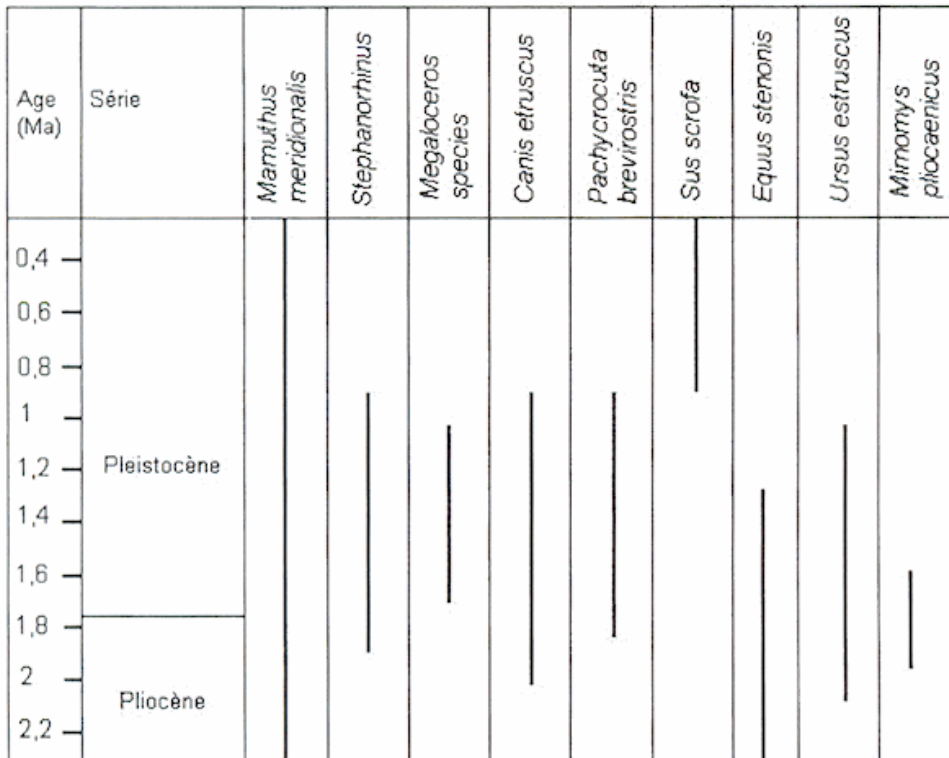 Age
(Ma)
Série
Mamuthus
meridionalis
Stephanorhinus
Megaloceros
species
Canis etruscus
Pachycrocuta
brevirostris
Sus scrofa
Equus stenonis
Ursus estruscus
Mimomys
pliocaenicus
0,4
0,6
0,8
1
1,2
1,4
1,6
1,8
2
2,2
Pleistocène
Pliocène